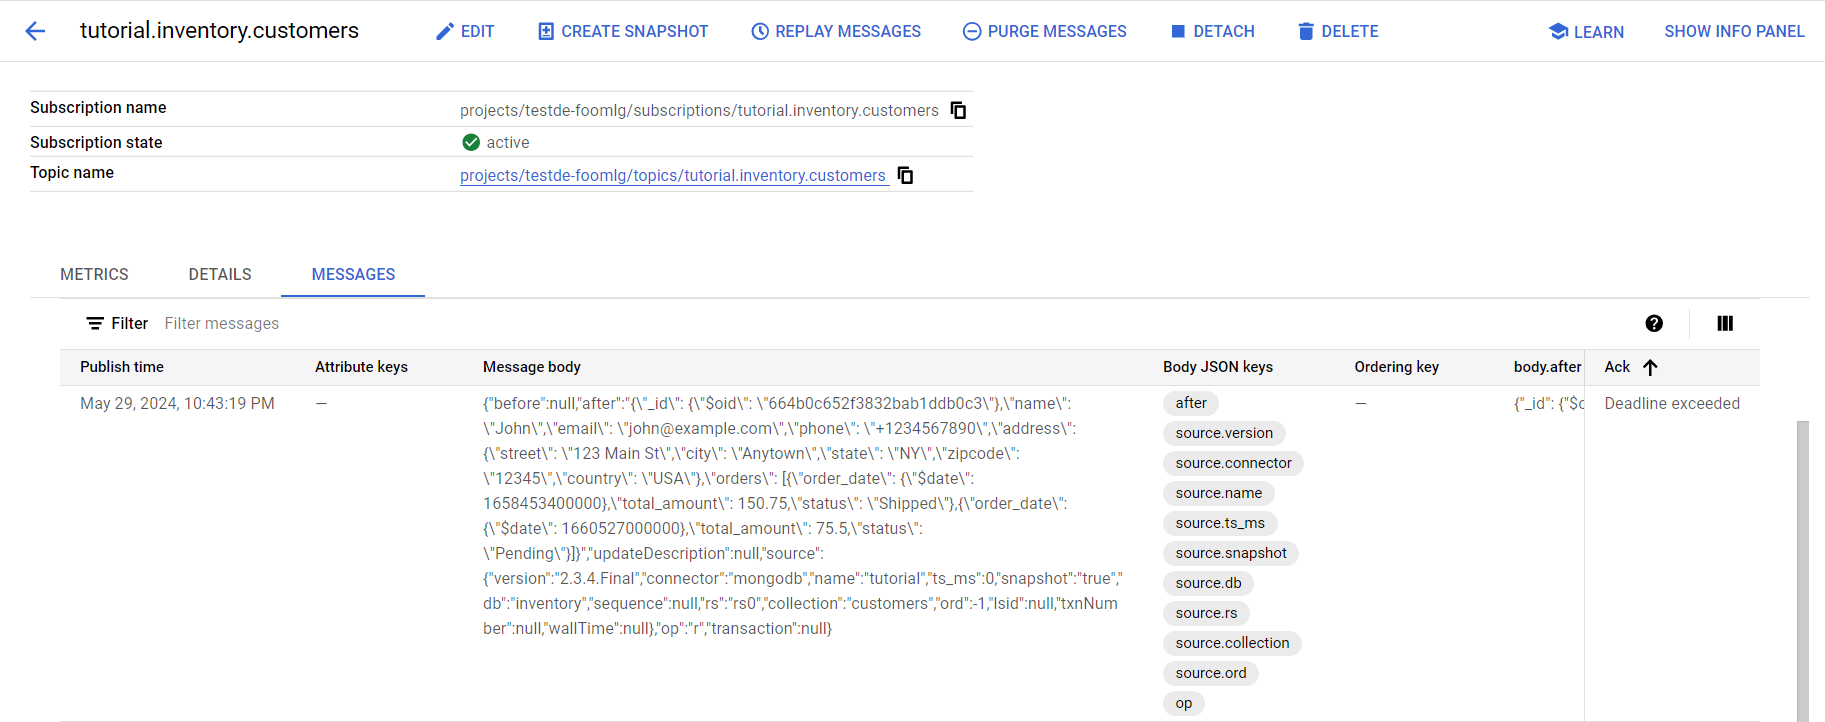 tutorial.inventory.customers EDIT CREATE SNAPSHOT REPLAY MESSAGES PURGE MESSAGES DETACH DELETE LEARN SHOW INFO PANEL
Subscription name projects/testde-foomlg/subscriptions/tutorial.inventory.customers
Subscription state active
Topic name projects/testde-foomlg/topics/tutorial.inventory.customers
METRICS DETAILS MESSAGES
Filter Filter messages
Publish time Attribute keys Message body Body JSON keys Ordering key body.after Ack
May 29, 2024, 10:43:19 PM — {"before":null,"after":"{\"_id\": {\"$oid\": \"664b0c652f3832bab1ddb0c3\"},\"name\": after — {"_id": {"$c Deadline exceeded
\"John\",\"email\": \"john@example.com\",\"phone\": \"+1234567890\",\"address\": source.version
{\"street\": \"123 Main St\",\"city\": \"Anytown\",\"state\": \"NY\",\"zipcode\": source.connector
\"12345\",\"country\": \"USA\"},\"orders\": [{\"order_date\": {\"$date\": source.name
1658453400000},\"total_amount\": 150.75,\"status\": \"Shipped\"},{\"order_date\": source.ts_ms
{\"$date\": 1660527000000},\"total_amount\": 75.5,\"status\": source.snapshot
\"Pending\"}]}","updateDescription":null,"source": source.db
{"version":"2.3.4.Final","connector":"mongodb","name":"tutorial","ts_ms":0,"snapshot":"true","
db":"inventory","sequence":null,"rs":"rs0","collection":"customers","ord":-1,"lsid":null,"txnNum source.rs
ber":null,"wallTime":null},"op":"r","transaction":null} source.collection
source.ord
op